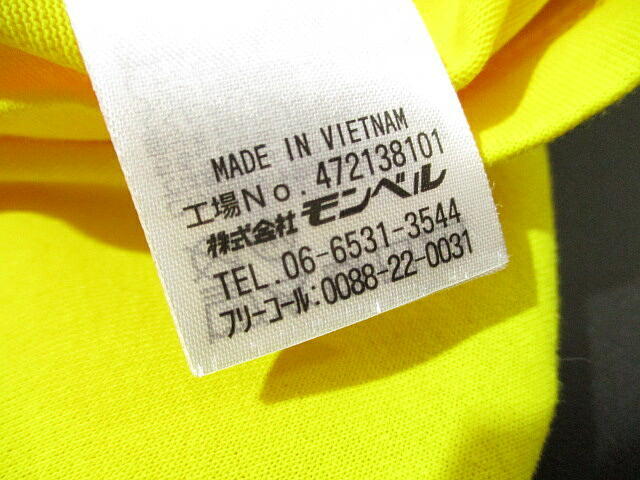 MADE IN VIETNAM
工場No.472138101
株式会社モンベル
TEL.06-6531-3544
フリーコール:0088-22-0031